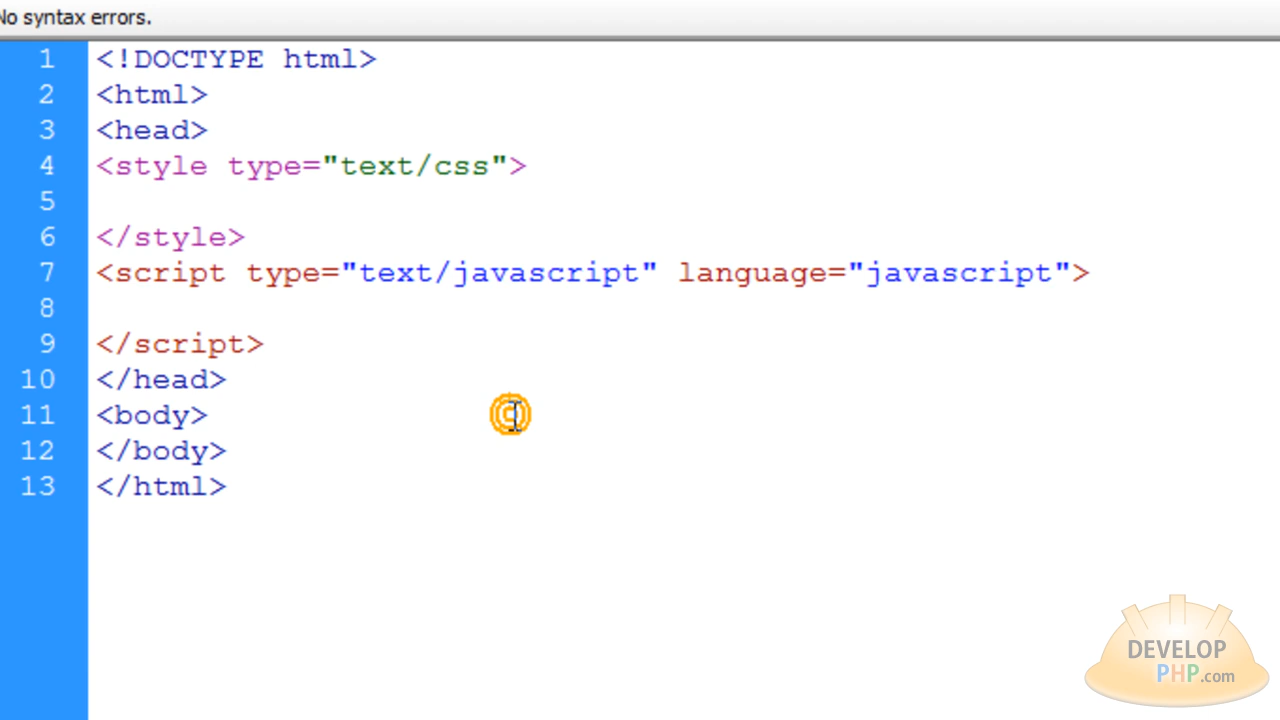 No syntax errors.
1 <!DOCTYPE html>
2 <html>
3 <head>
4 <style type="text/css">
5
6 </style>
7 <script type="text/javascript" language="javascript">
8
9 </script>
10 </head>
11 <body>
12 </body>
13 </html>
DEVELOP
PHP.com